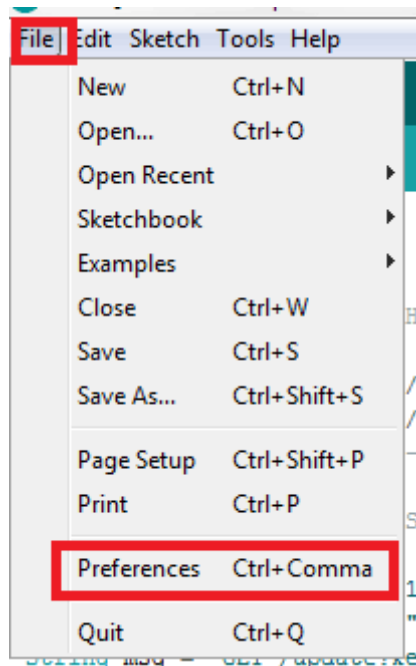 File Edit Sketch Tools Help
New Ctrl+N
Open... Ctrl+O
Open Recent
Sketchbook
Examples
Close Ctrl+W
Save Ctrl+S
Save As... Ctrl+Shift+S
Page Setup Ctrl+Shift+P
Print Ctrl+P
Preferences Ctrl+Comma
Quit Ctrl+Q